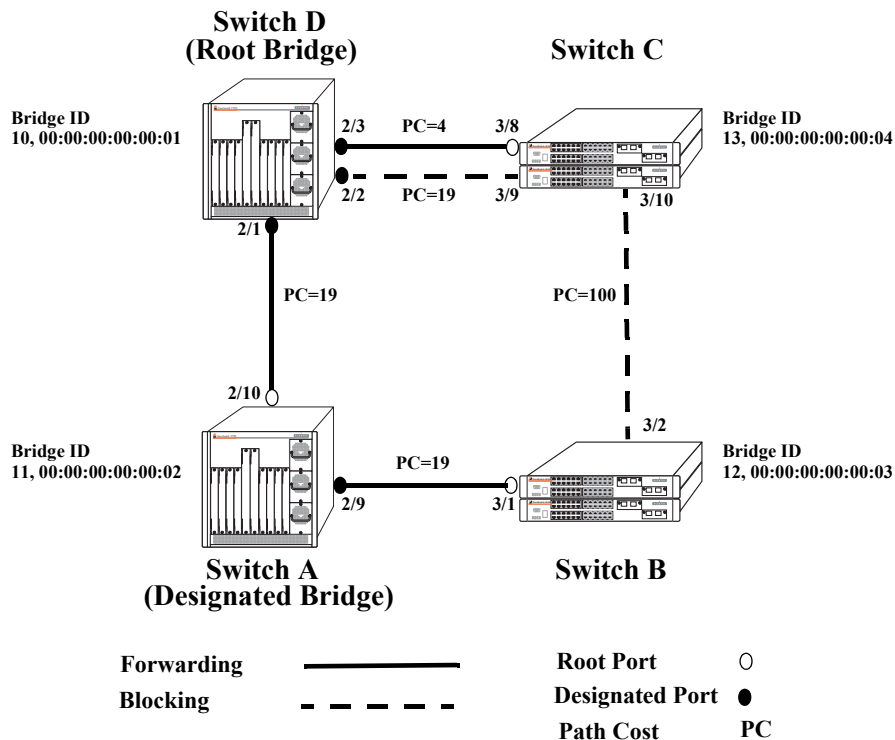 Switch D
(Root Bridge)
Switch C
Bridge ID
10, 00:00:00:00:00:01
2/3
PC=4
3/8
Bridge ID
13, 00:00:00:00:00:04
2/2
PC=19
3/9
3/10
2/1
PC=19
PC=100
2/10
3/2
Bridge ID
11, 00:00:00:00:00:02
PC=19
Bridge ID
12, 00:00:00:00:00:03
2/9
3/1
Switch A
(Designated Bridge)
Switch B
Forwarding
Root Port
Blocking
Designated Port
Path Cost
PC